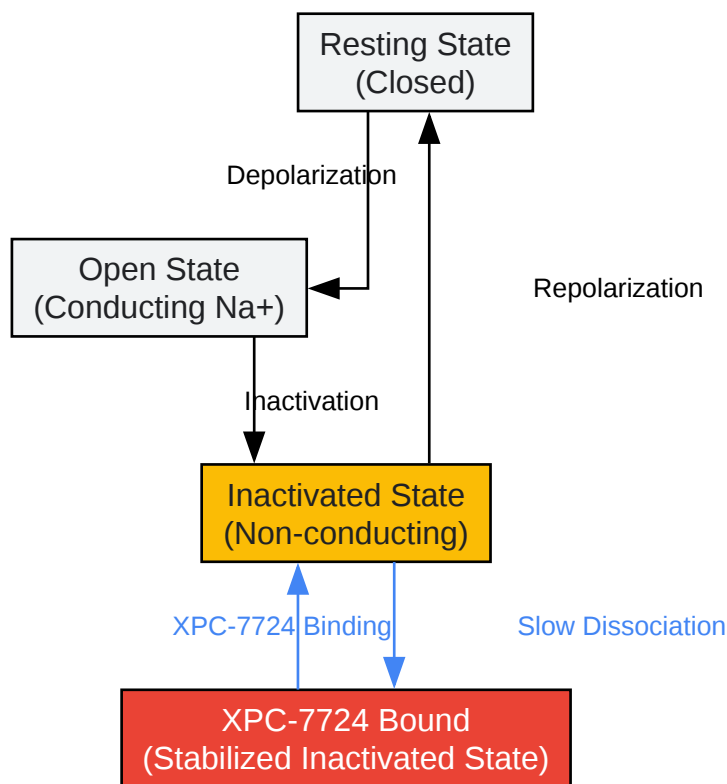 Resting State
(Closed)
Depolarization
Open State
(Conducting Na+)
Repolarization
Inactivation
Inactivated State
(Non-conducting)
XPC-7724 Binding
Slow Dissociation
XPC-7724 Bound
(Stabilized Inactivated State)